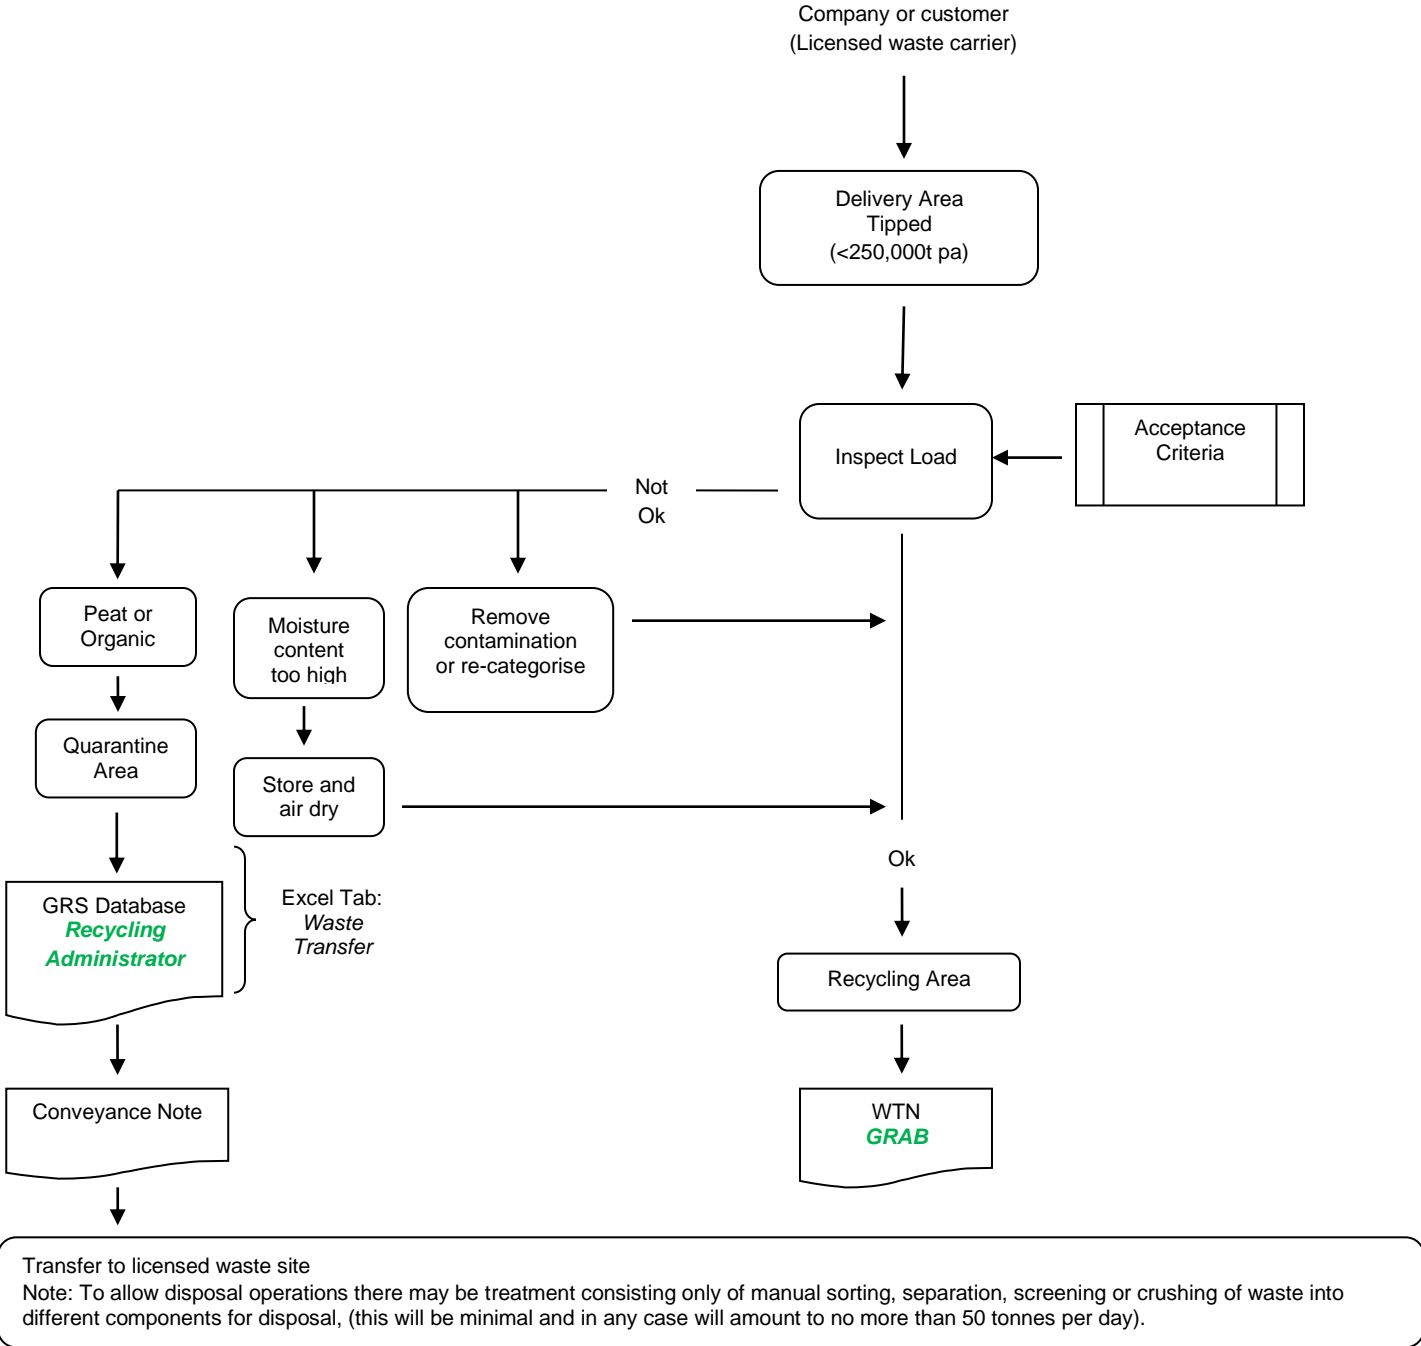 Company or customer
(Licensed waste carrier)
Delivery Area
Tipped
(<250,000t pa)
Inspect Load
Acceptance
Criteria
Not
Ok
Peat or
Organic
Moisture
content
too high
Remove
contamination
or re-categorise
Quarantine
Area
Store and
air dry
Ok
GRS Database
Recycling
Administrator
Excel Tab:
Waste
Transfer
Recycling Area
Conveyance Note
WTN
GRAB
Transfer to licensed waste site
Note: To allow disposal operations there may be treatment consisting only of manual sorting, separation, screening or crushing of waste into
different components for disposal, (this will be minimal and in any case will amount to no more than 50 tonnes per day).